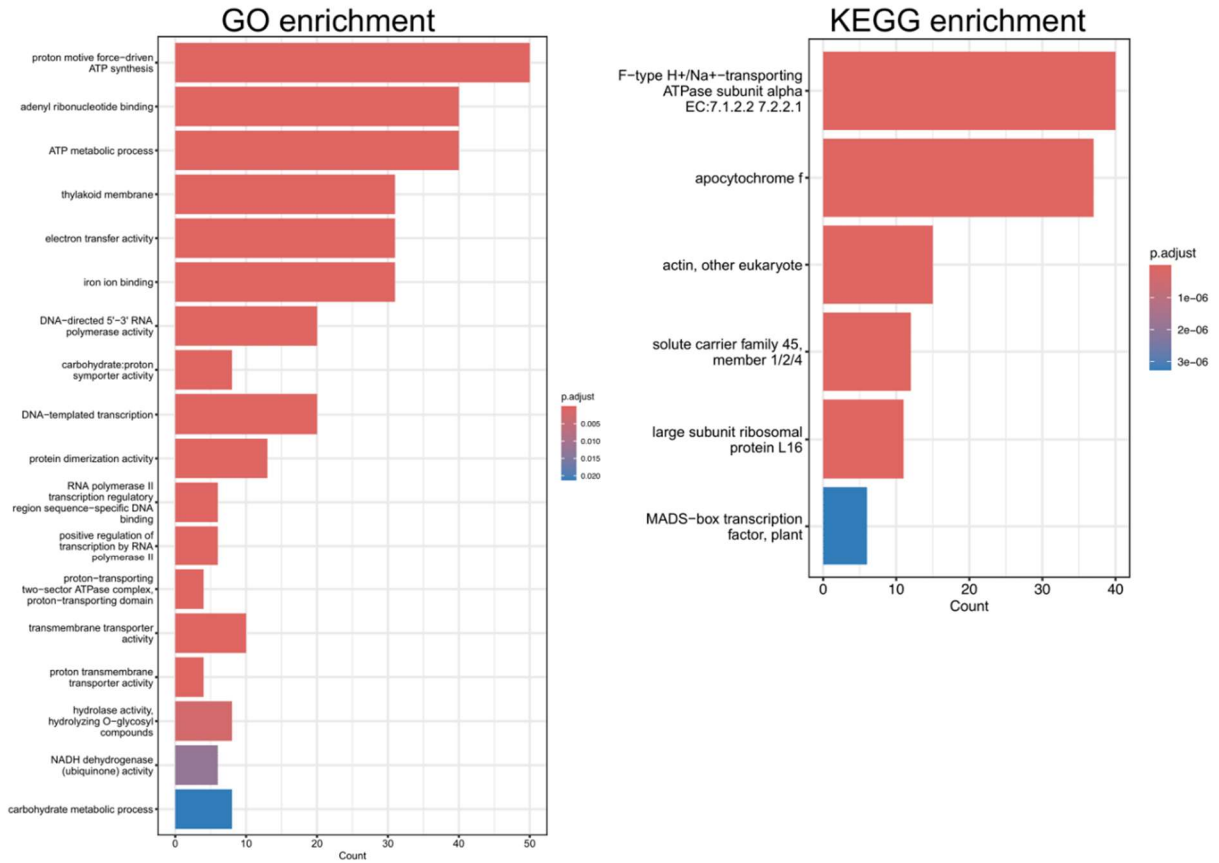 GO enrichment
proton motive force−driven
ATP synthesis
adenyl ribonucleotide binding
ATP metabolic process
thylakoid membrane
electron transfer activity
iron ion binding
DNA−directed 5'−3' RNA
polymerase activity
carbohydrate:proton
symporter activity
DNA−templated transcription
protein dimerization activity
RNA polymerase II
transcription regulatory
region sequence−specific DNA
binding
positive regulation of
transcription by RNA
polymerase II
proton−transporting
two−sector ATPase complex,
proton−transporting domain
transmembrane transporter
activity
proton transmembrane
transporter activity
hydrolase activity,
hydrolyzing O−glycosyl
compounds
NADH dehydrogenase
(ubiquinone) activity
carbohydrate metabolic process
0 10 20 30 40 50
Count
p.adjust
0.005
0.010
0.015
0.020
KEGG enrichment
F−type H+/Na+−transporting
ATPase subunit alpha
EC:7.1.2.2 7.2.2.1
apocytochrome f
actin, other eukaryote
solute carrier family 45,
member 1/2/4
large subunit ribosomal
protein L16
MADS−box transcription
factor, plant
0 10 20 30 40
Count
p.adjust
1e−06
2e−06
3e−06